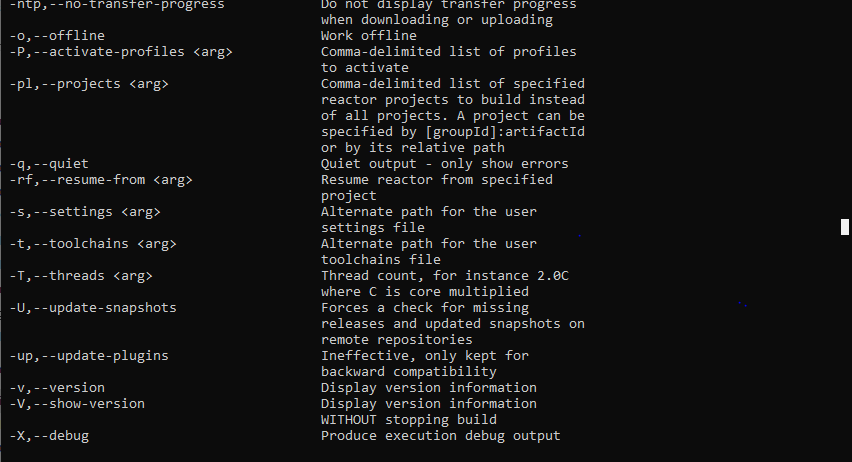 -ntp,--no-transfer-progress Do not display transfer progress
when downloading or uploading
-o,--offline Work offline
-P,--activate-profiles <arg> Comma-delimited list of profiles
to activate
-pl,--projects <arg> Comma-delimited list of specified
reactor projects to build instead
of all projects. A project can be
specified by [groupId]:artifactId
or by its relative path
-q,--quiet Quiet output - only show errors
-rf,--resume-from <arg> Resume reactor from specified
project
-s,--settings <arg> Alternate path for the user
settings file
-t,--toolchains <arg> Alternate path for the user
toolchains file
-T,--threads <arg> Thread count, for instance 2.0C
where C is core multiplied
-U,--update-snapshots Forces a check for missing
releases and updated snapshots on
remote repositories
-up,--update-plugins Ineffective, only kept for
backward compatibility
-v,--version Display version information
-V,--show-version Display version information
WITHOUT stopping build
-X,--debug Produce execution debug output